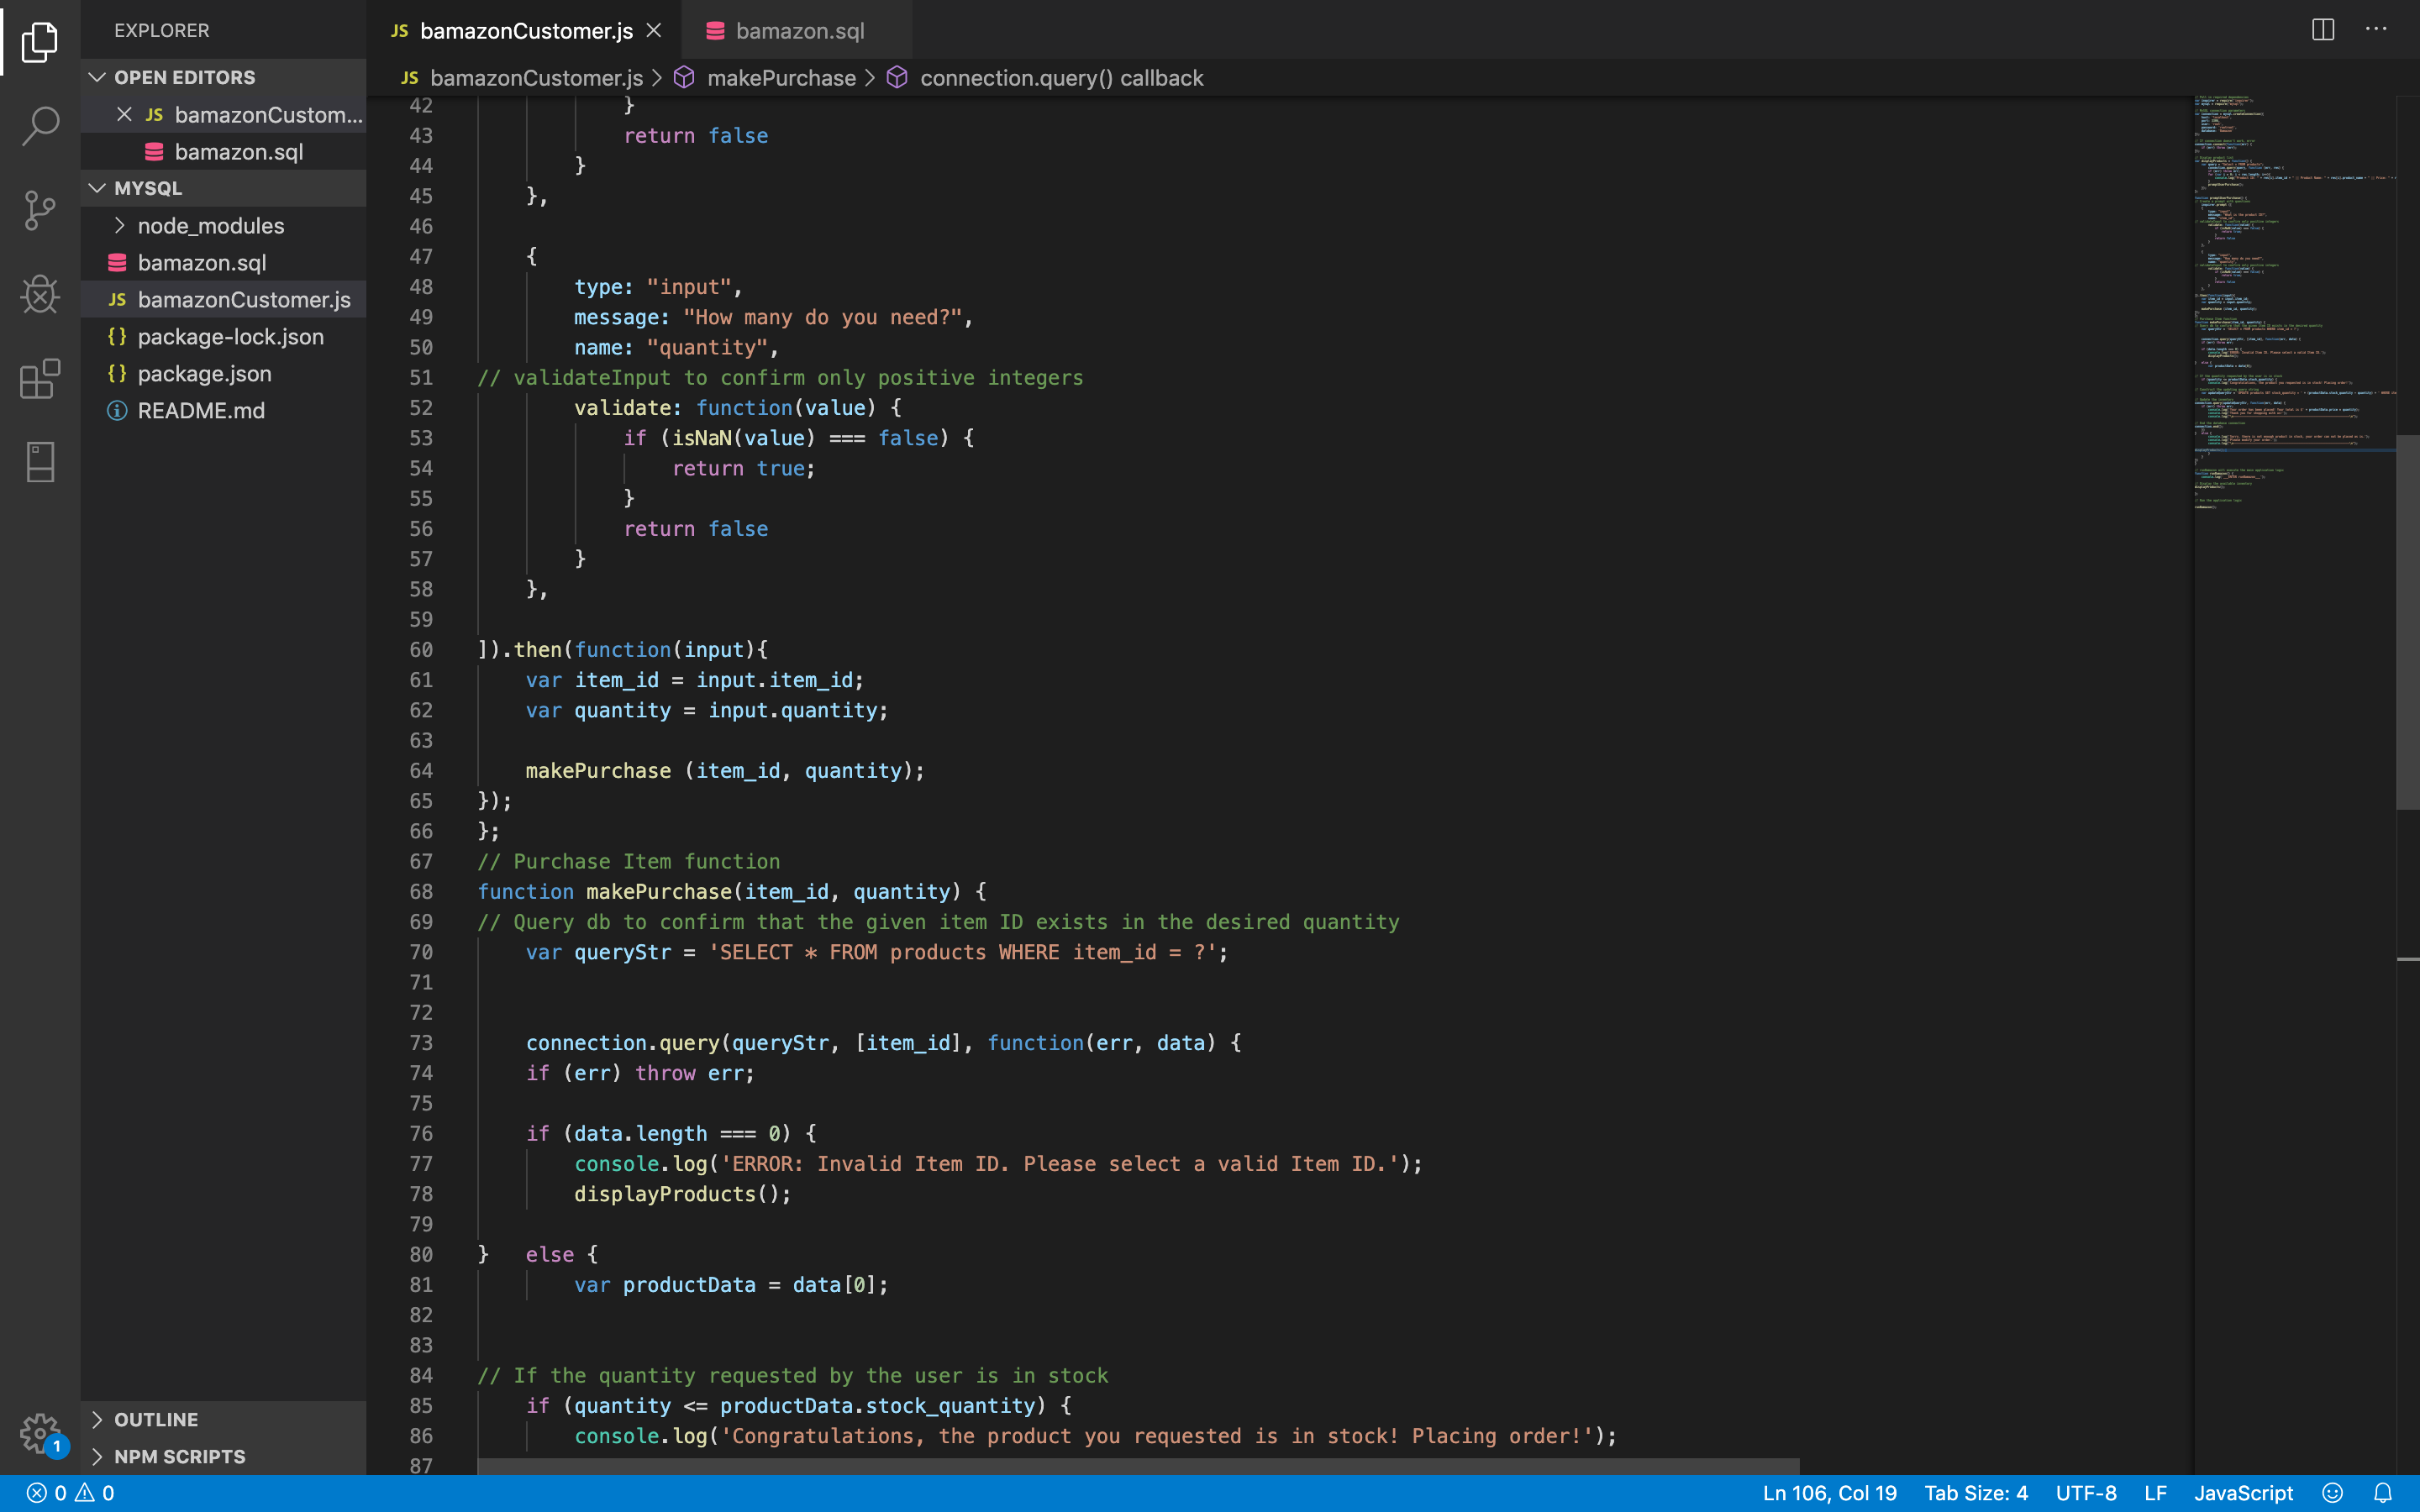 EXPLORER
OPEN EDITORS
JS bamazonCustom...
bamazon.sql
MYSQL
node_modules
bamazon.sql
JS bamazonCustomer.js
{} package-lock.json
{} package.json
README.md
OUTLINE
NPM SCRIPTS
1
JS bamazonCustomer.js
bamazon.sql
JS bamazonCustomer.js > makePurchase > connection.query() callback
42 }
43 return false
44 }
45 },
46
47 {
48 type: "input",
49 message: "How many do you need?",
50 name: "quantity",
51 // validateInput to confirm only positive integers
52 validate: function(value) {
53 if (isNaN(value) === false) {
54 return true;
55 }
56 return false
57 }
58 },
59
60 ]).then(function(input){
61 var item_id = input.item_id;
62 var quantity = input.quantity;
63
64 makePurchase (item_id, quantity);
65 });
66 };
67 // Purchase Item function
68 function makePurchase(item_id, quantity) {
69 // Query db to confirm that the given item ID exists in the desired quantity
70 var queryStr = 'SELECT * FROM products WHERE item_id = ?';
71
72
73 connection.query(queryStr, [item_id], function(err, data) {
74 if (err) throw err;
75
76 if (data.length === 0) {
77 console.log('ERROR: Invalid Item ID. Please select a valid Item ID.');
78 displayProducts();
79
80 } else {
81 var productData = data[0];
82
83
84 // If the quantity requested by the user is in stock
85 if (quantity <= productData.stock_quantity) {
86 console.log('Congratulations, the product you requested is in stock! Placing order!');
87
0 0
Ln 106, Col 19 Tab Size: 4 UTF-8 LF JavaScript